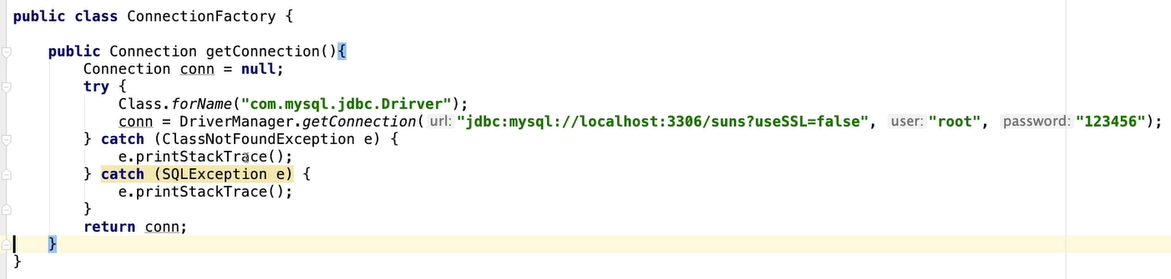 public class ConnectionFactory {
public Connection getConnection(){
Connection conn = null;
try {
Class.forName("com.mysql.jdbc.Drirver");
conn = DriverManager.getConnection( url: "jdbc:mysql://localhost:3306/suns?useSSL=false", user: "root", password: "123456");
} catch (ClassNotFoundException e) {
e.printStackTrace();
} catch (SQLException e) {
e.printStackTrace();
}
return conn;
}
}